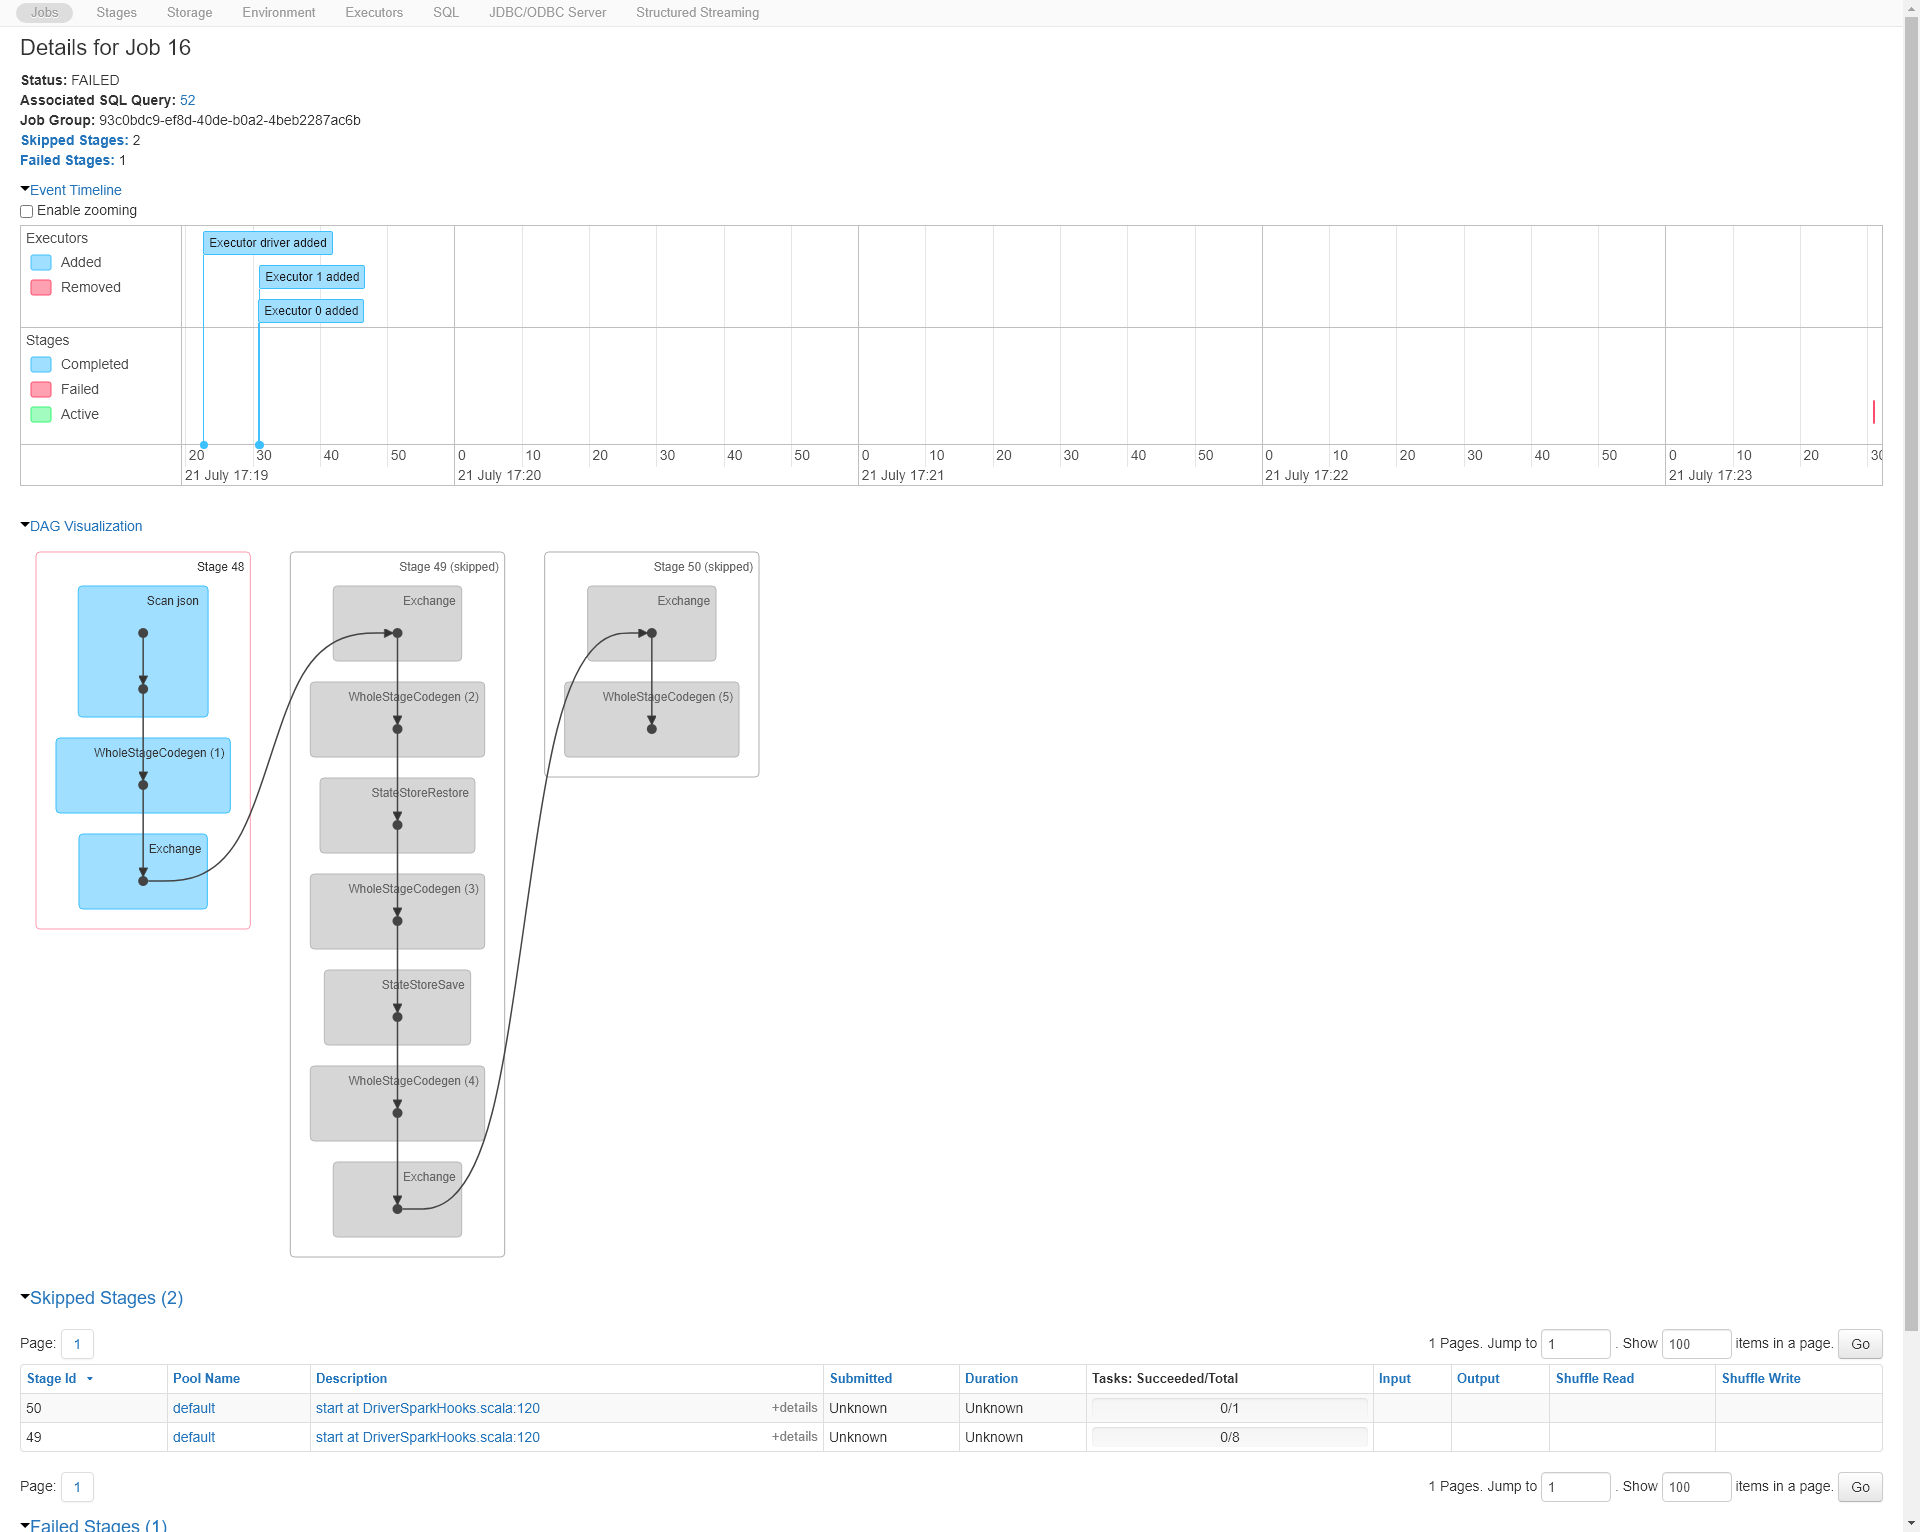 Jobs Stages Storage Environment Executors SQL JDBC/ODBC Server Structured Streaming
Details for Job 16
Status: FAILED
Associated SQL Query: 52
Job Group: 93c0bdc9-ef8d-40de-b0a2-4beb2287ac6b
Skipped Stages: 2
Failed Stages: 1
Event Timeline
Enable zooming
Executors
Added
Removed
Executor driver added
Executor 1 added
Executor 0 added
Stages
Completed
Failed
Active
20 30 40 50 0 10 20 30 40 50 0 10 20 30 40 50 0 10 20 30 40 50 0 10 20 30
21 July 17:19 21 July 17:20 21 July 17:21 21 July 17:22 21 July 17:23
DAG Visualization
Stage 48
Scan json
WholeStageCodegen (1)
Exchange
Stage 49 (skipped)
Exchange
WholeStageCodegen (2)
StateStoreRestore
WholeStageCodegen (3)
StateStoreSave
WholeStageCodegen (4)
Exchange
Stage 50 (skipped)
Exchange
WholeStageCodegen (5)
Skipped Stages (2)
Page: 1 1 Pages. Jump to 1 . Show 100 items in a page. Go
Stage Id Pool Name Description Submitted Duration Tasks: Succeeded/Total Input Output Shuffle Read Shuffle Write
50 default start at DriverSparkHooks.scala:120 +details Unknown Unknown 0/1
49 default start at DriverSparkHooks.scala:120 +details Unknown Unknown 0/8
Page: 1 1 Pages. Jump to 1 . Show 100 items in a page. Go
Failed Stages (1)